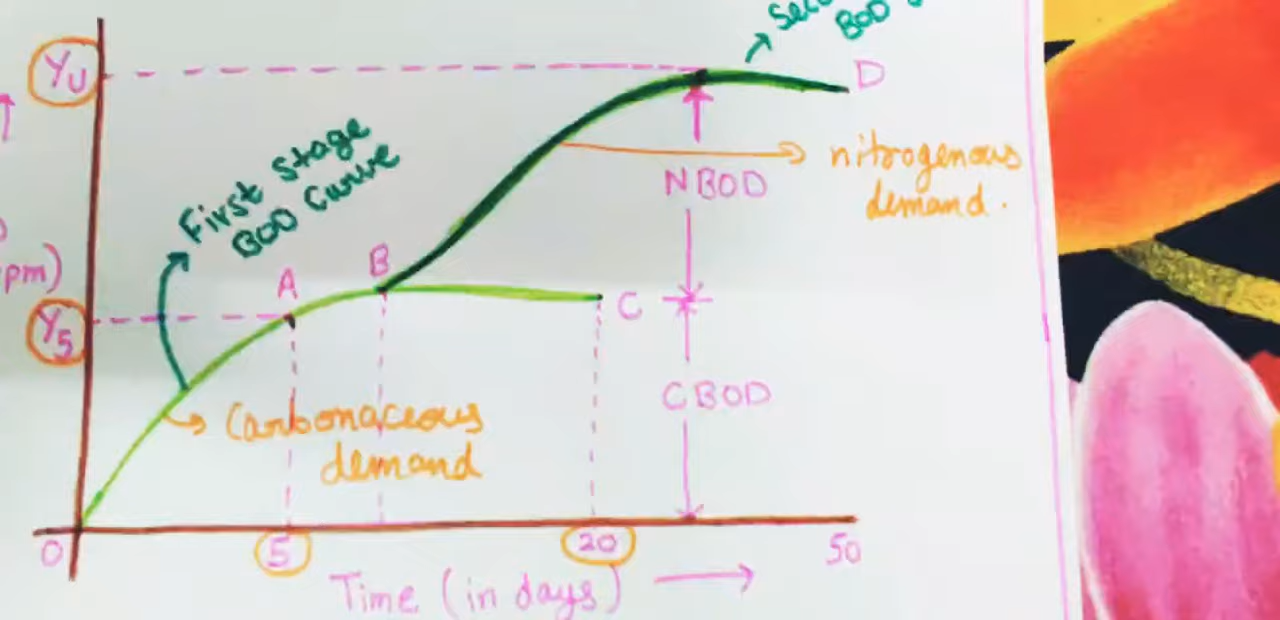 BOD
Yu
D
First Stage
BOD Curve
nitrogenous
demand.
NBOD
B
A
pm)
C
Y5
CBOD
Carbonaceous
demand
0
5
20
50
Time (in days)